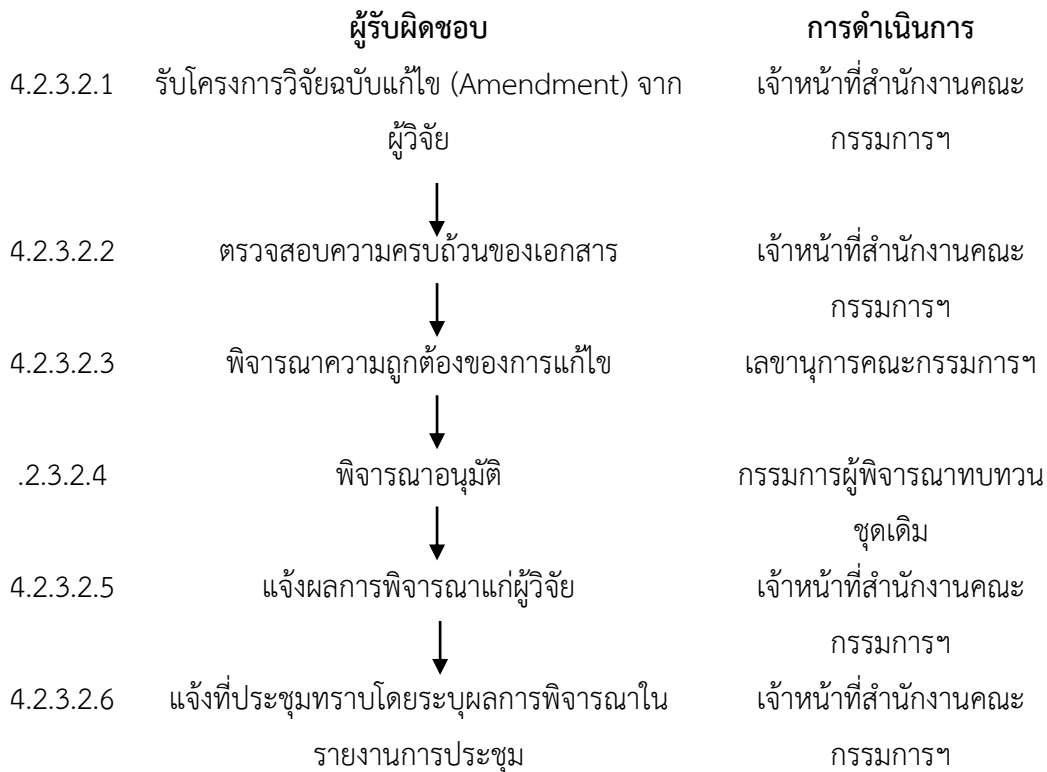 ผู้รับผิดชอบ การดำเนินการ
4.2.3.2.1 รับโครงการวิจัยฉบับแก้ไข (Amendment) จาก เจ้าหน้าที่สำนักงานคณะ
ผู้วิจัย กรรมการฯ
4.2.3.2.2 ตรวจสอบความครบถ้วนของเอกสาร เจ้าหน้าที่สำนักงานคณะ
กรรมการฯ
4.2.3.2.3 พิจารณาความถูกต้องของการแก้ไข เลขานุการคณะกรรมการฯ
.2.3.2.4 พิจารณาอนุมัติ กรรมการผู้พิจารณาทบทวน
ชุดเดิม
4.2.3.2.5 แจ้งผลการพิจารณาแก่ผู้วิจัย เจ้าหน้าที่สำนักงานคณะ
กรรมการฯ
4.2.3.2.6 แจ้งที่ประชุมทราบโดยระบุผลการพิจารณาใน เจ้าหน้าที่สำนักงานคณะ
รายงานการประชุม กรรมการฯ